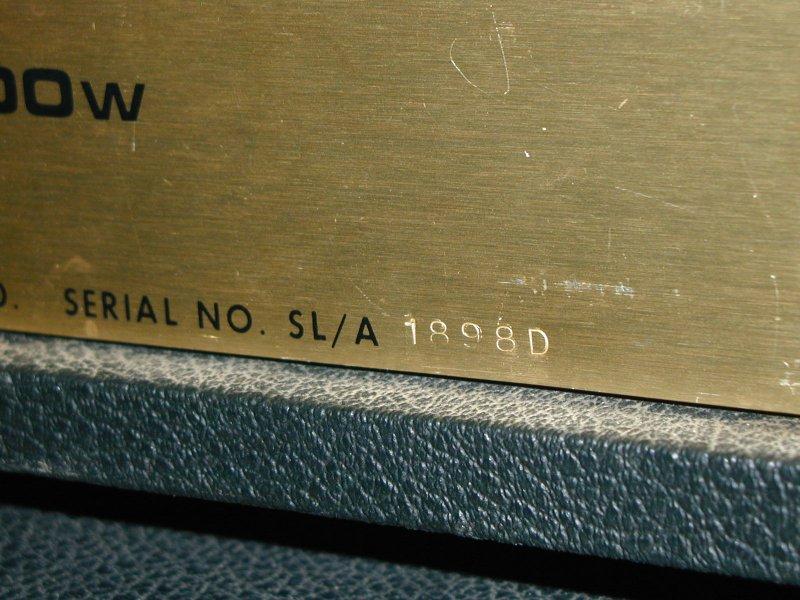 00W
. SERIAL NO. SL/A 1898D